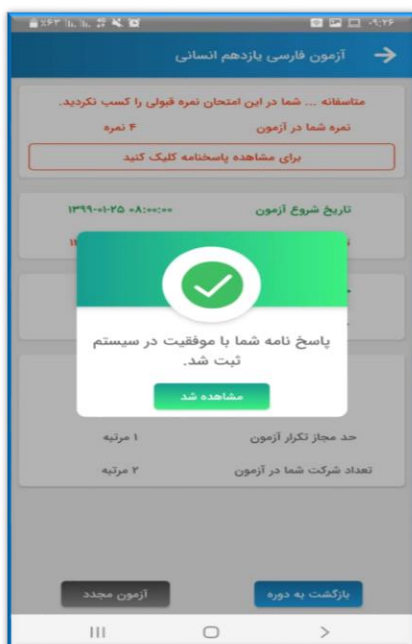 ٪۶۳
۰۹:۲۶
آزمون فارسی یازدهم انسانی
متاسفانه ... شما در این امتحان نمره قبولی را کسب نکردید.
نمره شما در آزمون
۴ نمره
برای مشاهده پاسخنامه کلیک کنید
تاریخ شروع آزمون
۱۳۹۹-۰۱-۲۵ ۰۸:۰۰:۰۰
پاسخ نامه شما با موفقیت در سیستم
ثبت شد.
مشاهده شد
حد مجاز تکرار آزمون
۱ مرتبه
تعداد شرکت شما در آزمون
۲ مرتبه
بازگشت به دوره
آزمون مجدد